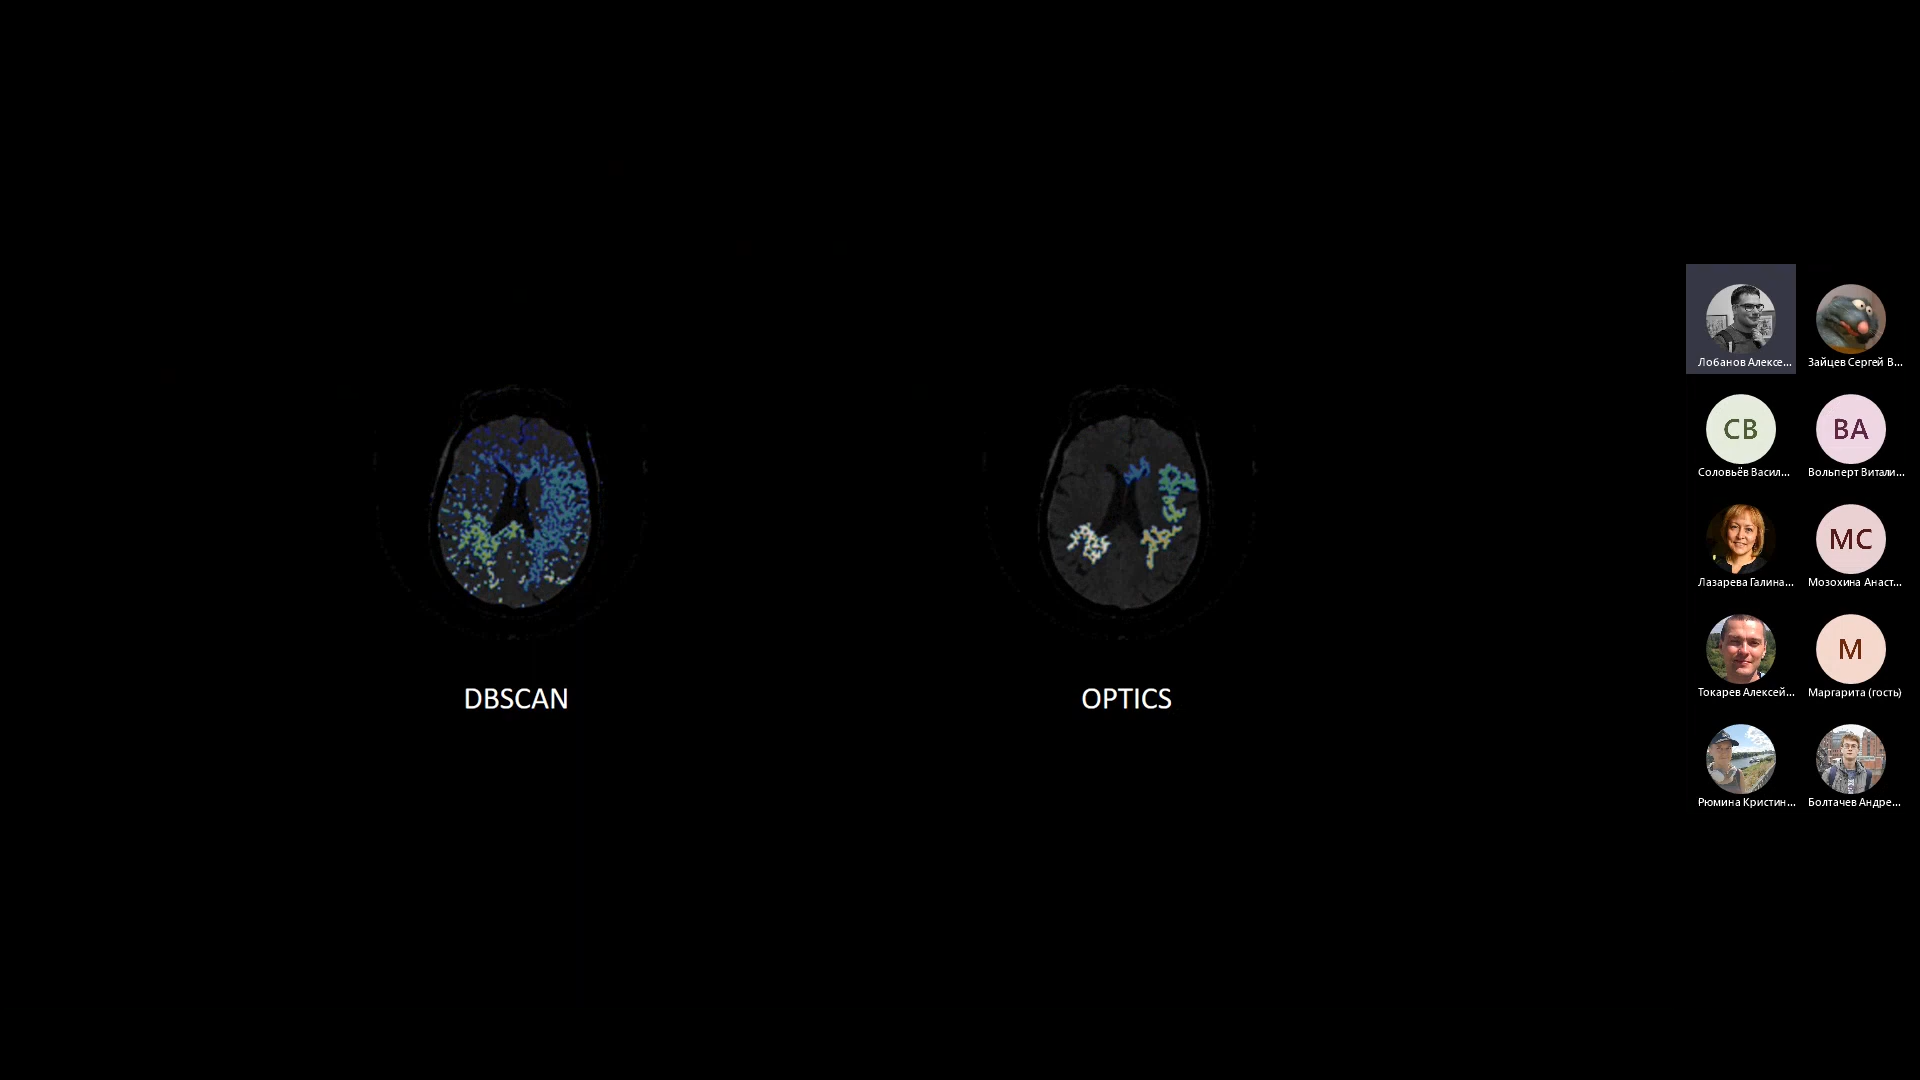 DBSCAN
OPTICS
Лобанов Алексе...
Зайцев Сергей В...
СВ
ВА
Соловьёв Васил...
Вольперт Витали...
МС
Лазарева Галина...
Мозохина Анаст...
М
Токарев Алексей...
Маргарита (гость)
Рюмина Кристин...
Болтачев Андре...